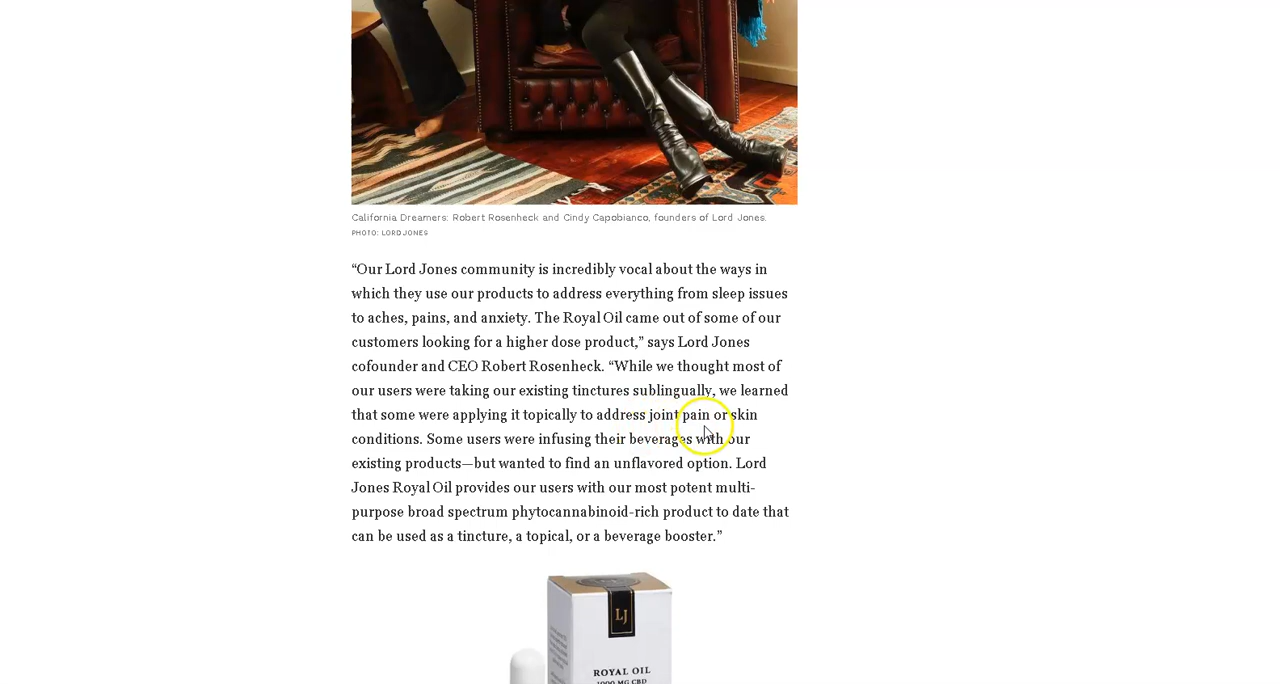 California Dreamers: Robert Rosenheck and Cindy Capobianco, founders of Lord Jones.
PHOTO: LORD JONES
“Our Lord Jones community is incredibly vocal about the ways in
which they use our products to address everything from sleep issues
to aches, pains, and anxiety. The Royal Oil came out of some of our
customers looking for a higher dose product,” says Lord Jones
cofounder and CEO Robert Rosenheck. “While we thought most of
our users were taking our existing tinctures sublingually, we learned
that some were applying it topically to address joint pain or skin
conditions. Some users were infusing their beverages with our
existing products—but wanted to find an unflavored option. Lord
Jones Royal Oil provides our users with our most potent multi-
purpose broad spectrum phytocannabinoid-rich product to date that
can be used as a tincture, a topical, or a beverage booster.”
LJ
ROYAL OIL
1000 MG CBD